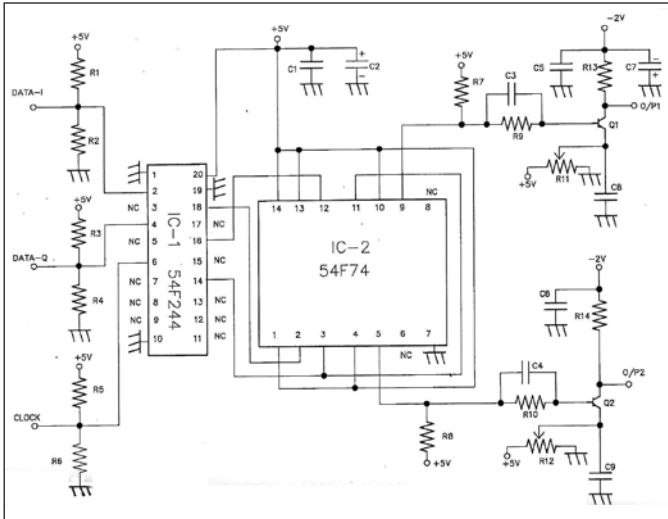 +5V
R1
DATA-I
R2
+5V
R3
DATA-Q
R4
+5V
R5
CLOCK
R6
1
2
NC 3
4
NC 5
6
NC 7
NC 8
NC 9
10
IC-1
54F244
20
19
18
17 NC
16
15 NC
14
13 NC
12 NC
11 NC
+5V
C1
+
C2
−
14 13 12 11 10 9 8
NC
IC-2
54F74
1 2 3 4 5 6 7
NC
+5V
R7
C3
R9
-2V
C5
R13
−
C7
+
O/P1
Q1
+5V
R11
C8
-2V
C6
R14
O/P2
C4
R10
Q2
R8
+5V
+5V
R12
C9